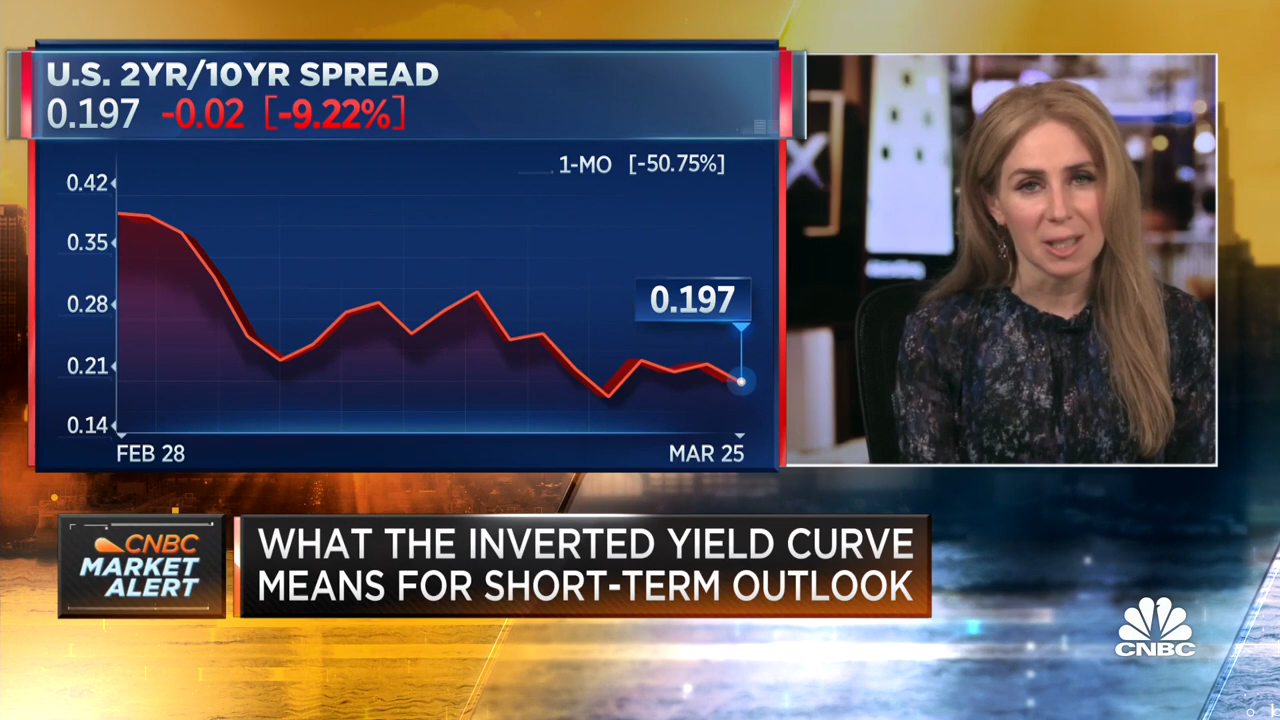 U.S. 2YR/10YR SPREAD
0.197 -0.02 [-9.22%]
1-MO [-50.75%]
0.42
0.35
0.28
0.21
0.14
0.197
FEB 28 MAR 25
X
CNBC
MARKET
ALERT
WHAT THE INVERTED YIELD CURVE
MEANS FOR SHORT-TERM OUTLOOK
CNBC